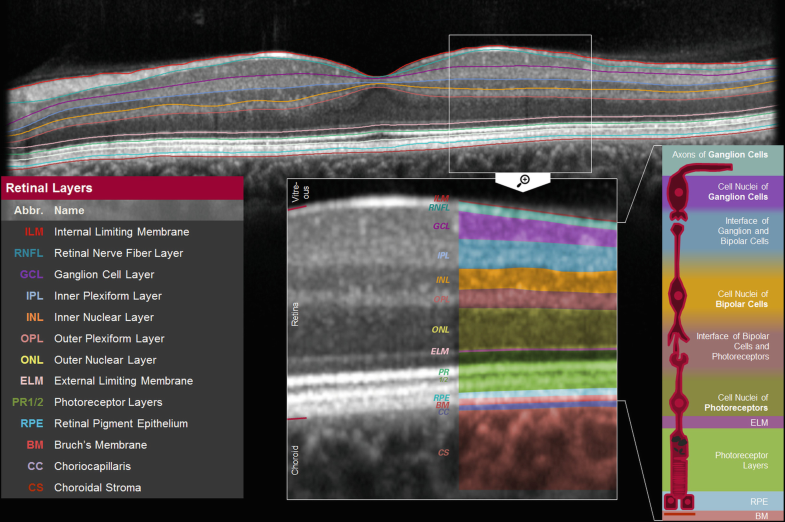 Retinal Layers
Abbr. Name
ILM Internal Limiting Membrane
RNFL Retinal Nerve Fiber Layer
GCL Ganglion Cell Layer
IPL Inner Plexiform Layer
INL Inner Nuclear Layer
OPL Outer Plexiform Layer
ONL Outer Nuclear Layer
ELM External Limiting Membrane
PR1/2 Photoreceptor Layers
RPE Retinal Pigment Epithelium
BM Bruch's Membrane
CC Choriocapillaris
CS Choroidal Stroma
Vitre-
ous
Retina
Choroid
ILM
RNFL
GCL
IPL
INL
OPL
ONL
ELM
PR
RPE
BM
CC
CS
Axons of Ganglion Cells
Cell Nuclei of
Ganglion Cells
Interface of
Ganglion and
Bipolar Cells
Cell Nuclei of
Bipolar Cells
Interface of Bipolar
Cells and
Photoreceptors
Cell Nuclei of
Photoreceptors
ELM
Photoreceptor
Layers
RPE
BM